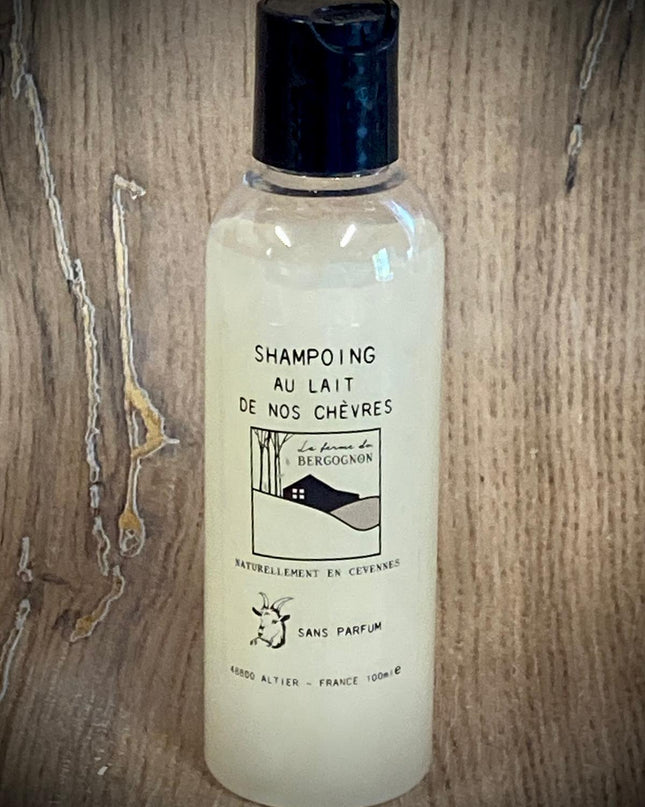 SHAMPOING
AU LAIT
DE NOS CHÈVRES
La ferme du
BERGOGNON
NATURELLEMENT EN CEVENNES
SANS PARFUM
48800 ALTIER - FRANCE 100ml e